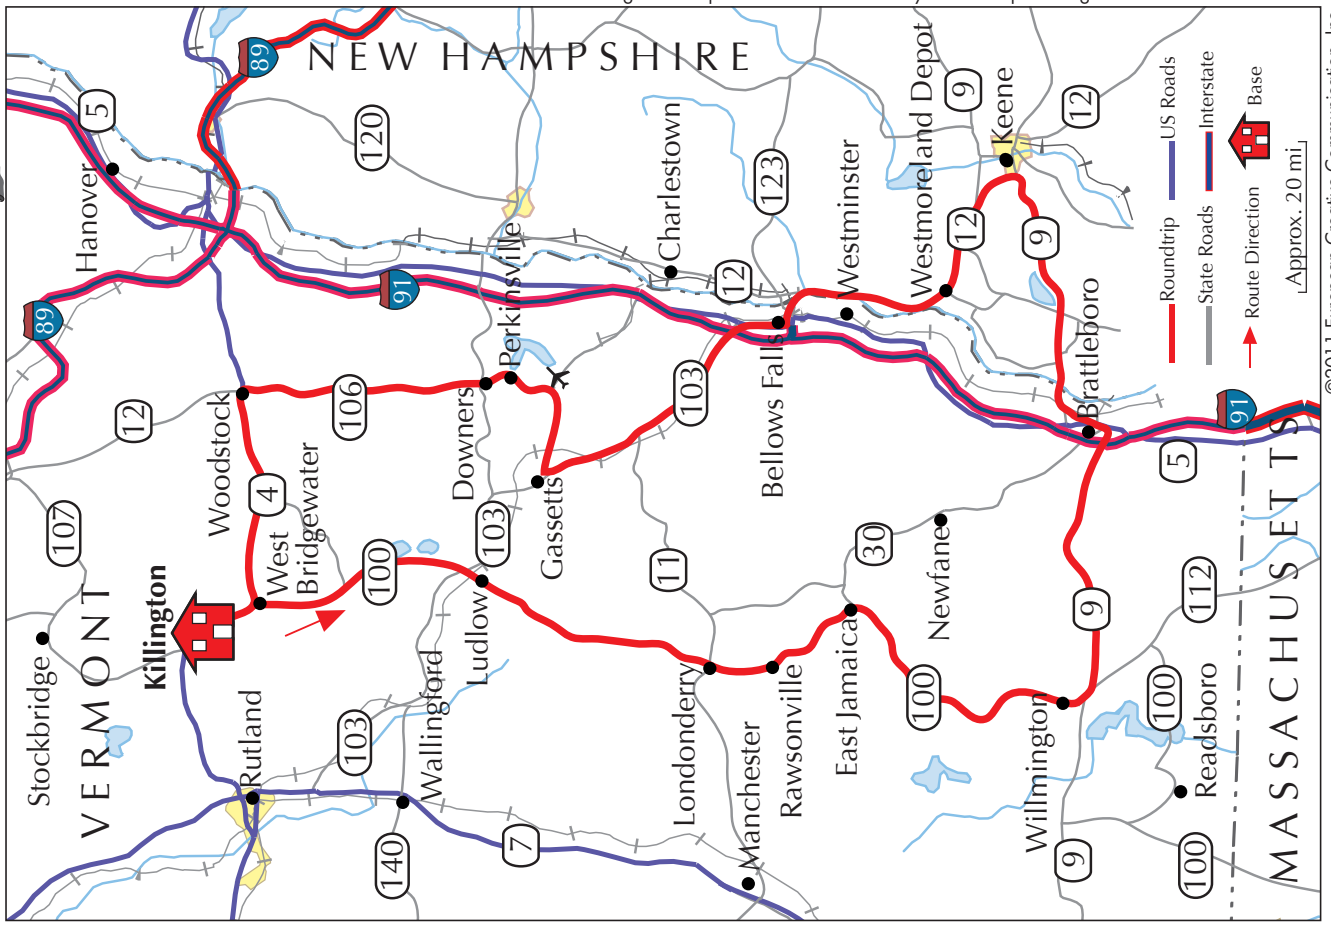 NEW HAMPSHIRE
VERMONT
MASSACHUSETTS
89
5
120
Hanover
89
91
12
107
Stockbridge
Killington
Woodstock
4
West
Bridgewater
106
Downers
Perkinsville
Charlestown
123
12
Westminster
Westmoreland Depot
9
Keene
12
12
9
Bellows Falls
103
Gassetts
103
100
Ludlow
11
Rutland
103
Wallingford
140
7
Londonderry
Manchester
Rawsonville
East Jamaica
30
Newfane
100
Wilmington
9
9
Brattleboro
91
5
112
100
Readsboro
100
Roundtrip
US Roads
State Roads
Interstate
Route Direction
Base
Approx. 20 mi